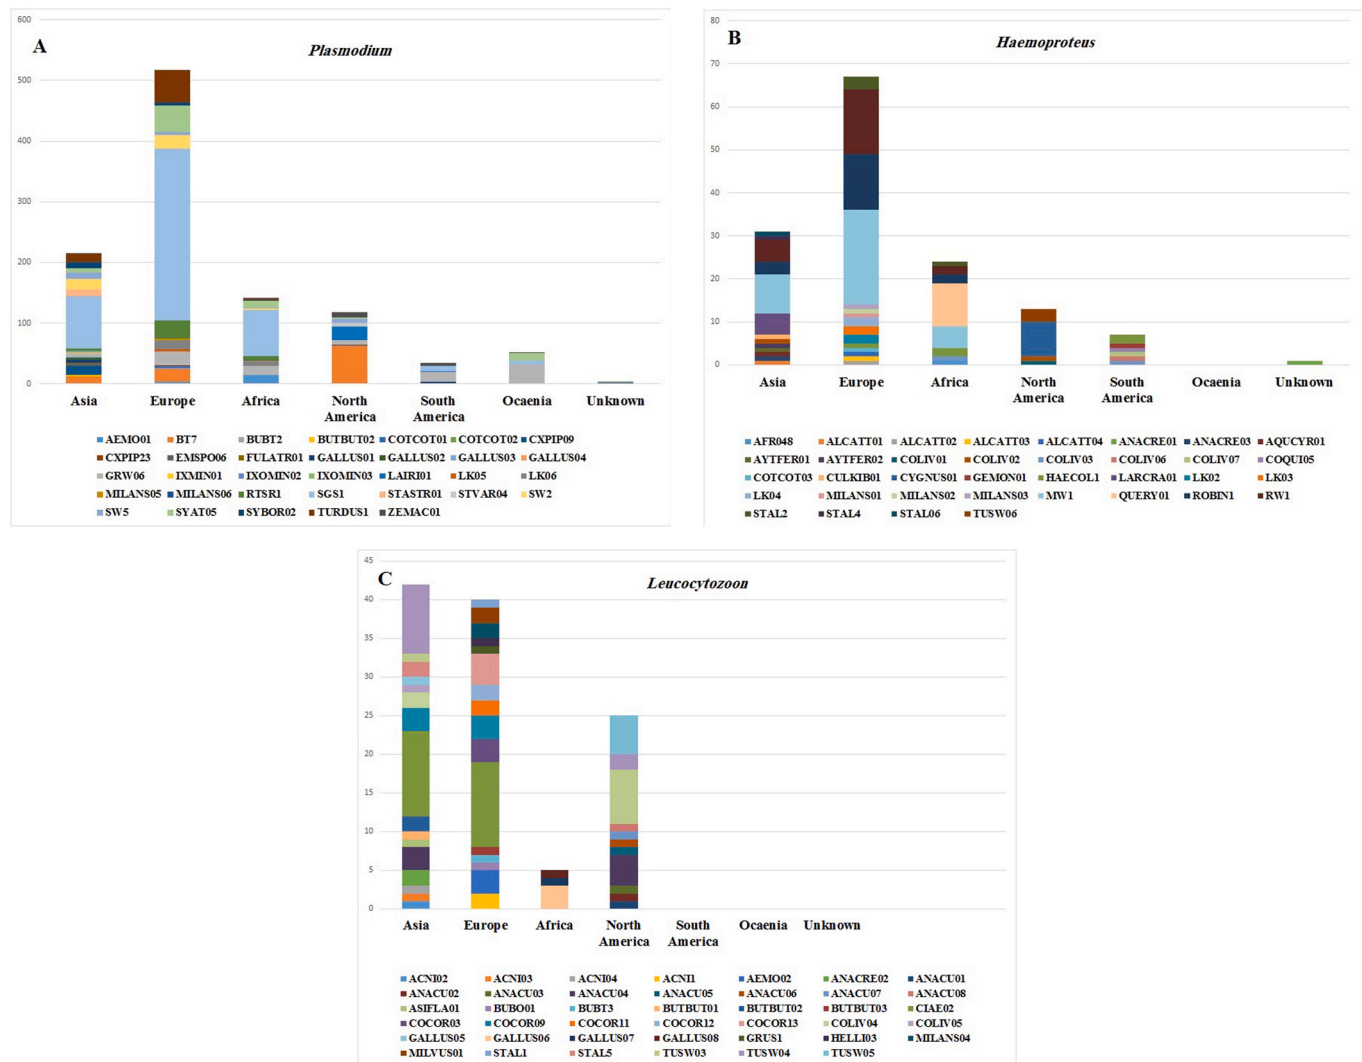 A
Plasmodium
600
500
400
300
200
100
0
Asia Europe Africa North America South America Ocaenia Unknown
AEMO01 BT7 BUBT2 BUTBUT02 COTCOT01 COTCOT02 CXPIP09
CXPIP23 EMSPO06 FULATR01 GALLUS01 GALLUS02 GALLUS03 GALLUS04
GRW06 IXMIN01 IXOMIN02 IXOMIN03 LAIRI01 LK05 LK06
MILANS05 MILANS06 RTSR1 SGS1 STASTR01 STVAR04 SW2
SW5 SYAT05 SYBOR02 TURDUS1 ZEMAC01
B
Haemoproteus
80
70
60
50
40
30
20
10
0
Asia Europe Africa North America South America Ocaenia Unknown
AFR048 ALCATT01 ALCATT02 ALCATT03 ALCATT04 ANACRE01 ANACRE03 AQUCYR01
AYTFER01 AYTFER02 COLIV01 COLIV02 COLIV03 COLIV06 COLIV07 COQUI05
COTCOT03 CULKIB01 CYGNUS01 GEMON01 HAECOL1 LARCRA01 LK02 LK03
LK04 MILANS01 MILANS02 MILANS03 MW1 QUERY01 ROBIN1 RW1
STAL2 STAL4 STAL06 TUSW06
C
Leucocytozoon
45
40
35
30
25
20
15
10
5
0
Asia Europe Africa North America South America Ocaenia Unknown
ACNI02 ACNI03 ACNI04 ACNI1 AEMO02 ANACRE02 ANACU01
ANACU02 ANACU03 ANACU04 ANACU05 ANACU06 ANACU07 ANACU08
ASIFLA01 BUBO01 BUBT3 BUTBUT01 BUTBUT02 BUTBUT03 CIAE02
COCOR03 COCOR09 COCOR11 COCOR12 COCOR13 COLIV04 COLIV05
GALLUS05 GALLUS06 GALLUS07 GALLUS08 GRUS1 HELLI03 MILANS04
MILVUS01 STAL1 STAL5 TUSW03 TUSW04 TUSW05